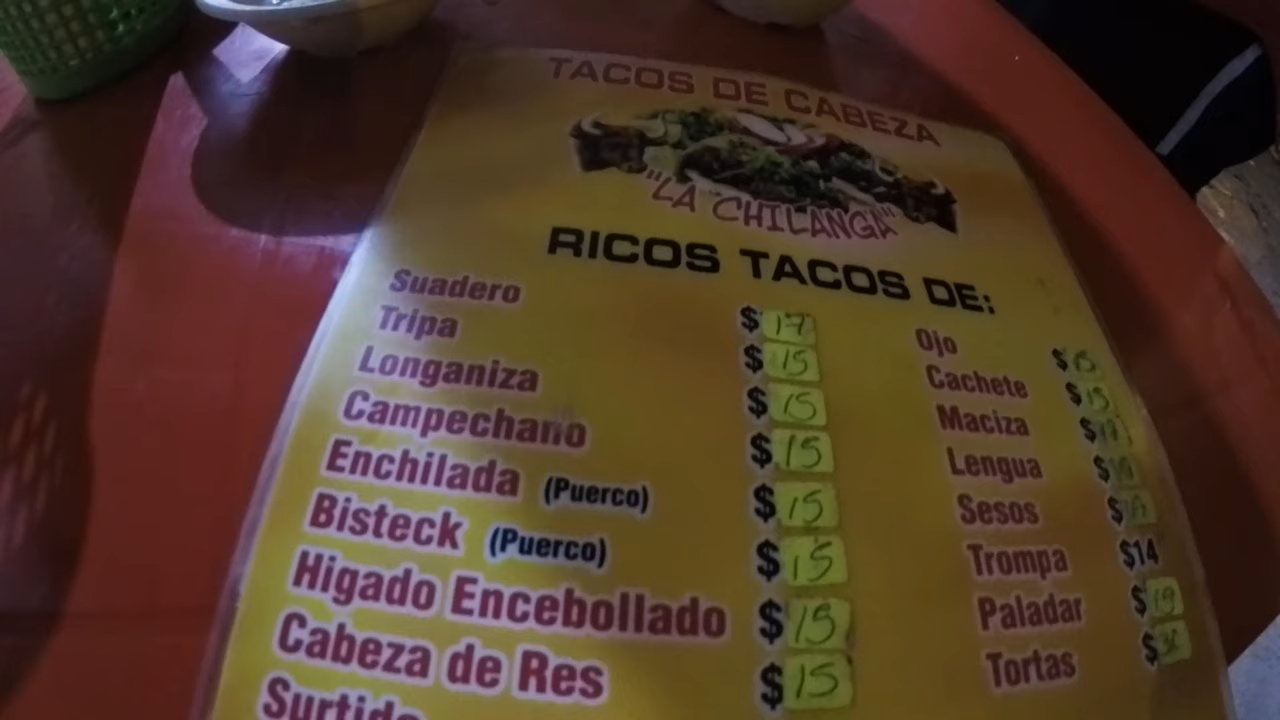 TACOS DE CABEZA
"LA CHILANGA"
RICOS TACOS DE:
Suadero $17
Tripa $15
Longaniza $15
Campechano $15
Enchilada (Puerco) $15
Bisteck (Puerco) $15
Higado Encebollado $15
Cabeza de Res $15
Surtido
Ojo $15
Cachete $15
Maciza $
Lengua $
Sesos $
Trompa $14
Paladar $
Tortas $